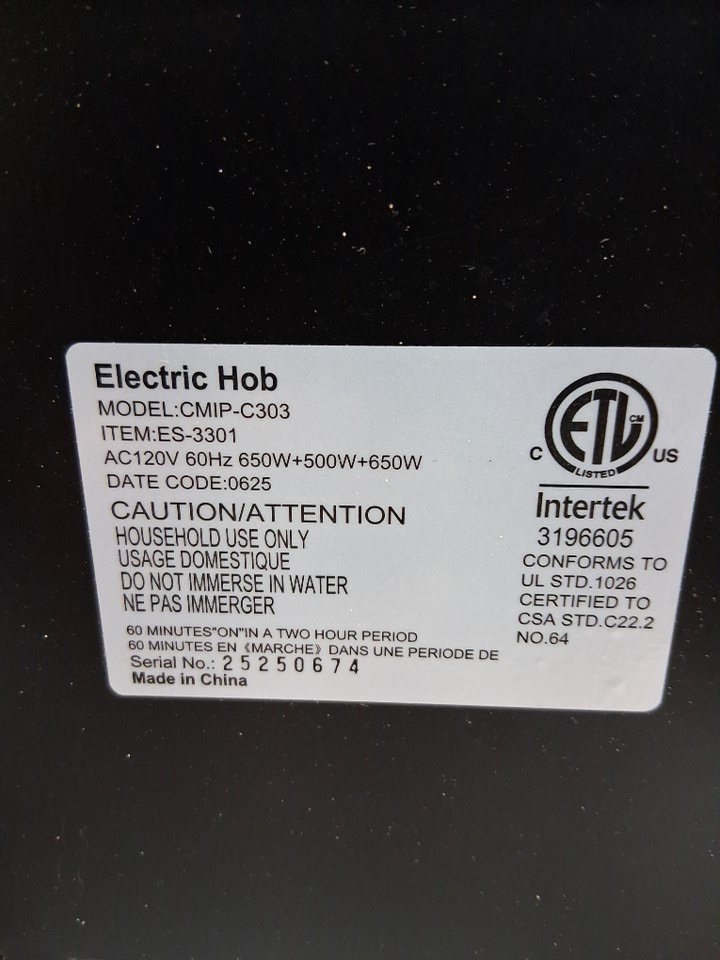 Electric Hob
MODEL:CMIP-C303
ITEM:ES-3301
AC120V 60Hz 650W+500W+650W
DATE CODE:0625
CAUTION/ATTENTION
HOUSEHOLD USE ONLY
USAGE DOMESTIQUE
DO NOT IMMERSE IN WATER
NE PAS IMMERGER
60 MINUTES"ON"IN A TWO HOUR PERIOD
60 MINUTES EN《MARCHE》DANS UNE PERIODE DE
Serial No.: 25250674
Made in China
ETL CM
C LISTED US
Intertek
3196605
CONFORMS TO
UL STD.1026
CERTIFIED TO
CSA STD.C22.2
NO.64